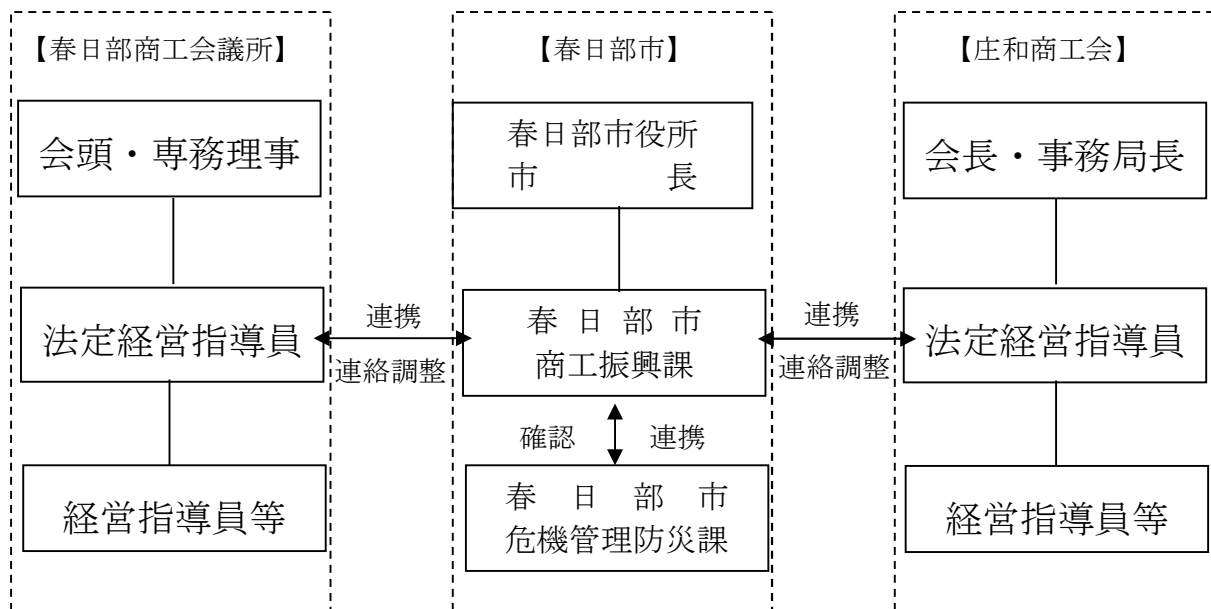 【春日部商工会議所】
会頭・専務理事
法定経営指導員
経営指導員等
連携
連絡調整
【春日部市】
春日部市役所
市　　　　長
春 日 部 市
商工振興課
確認　　連携
春　日　部　市
危機管理防災課
連携
連絡調整
【庄和商工会】
会長・事務局長
法定経営指導員
経営指導員等